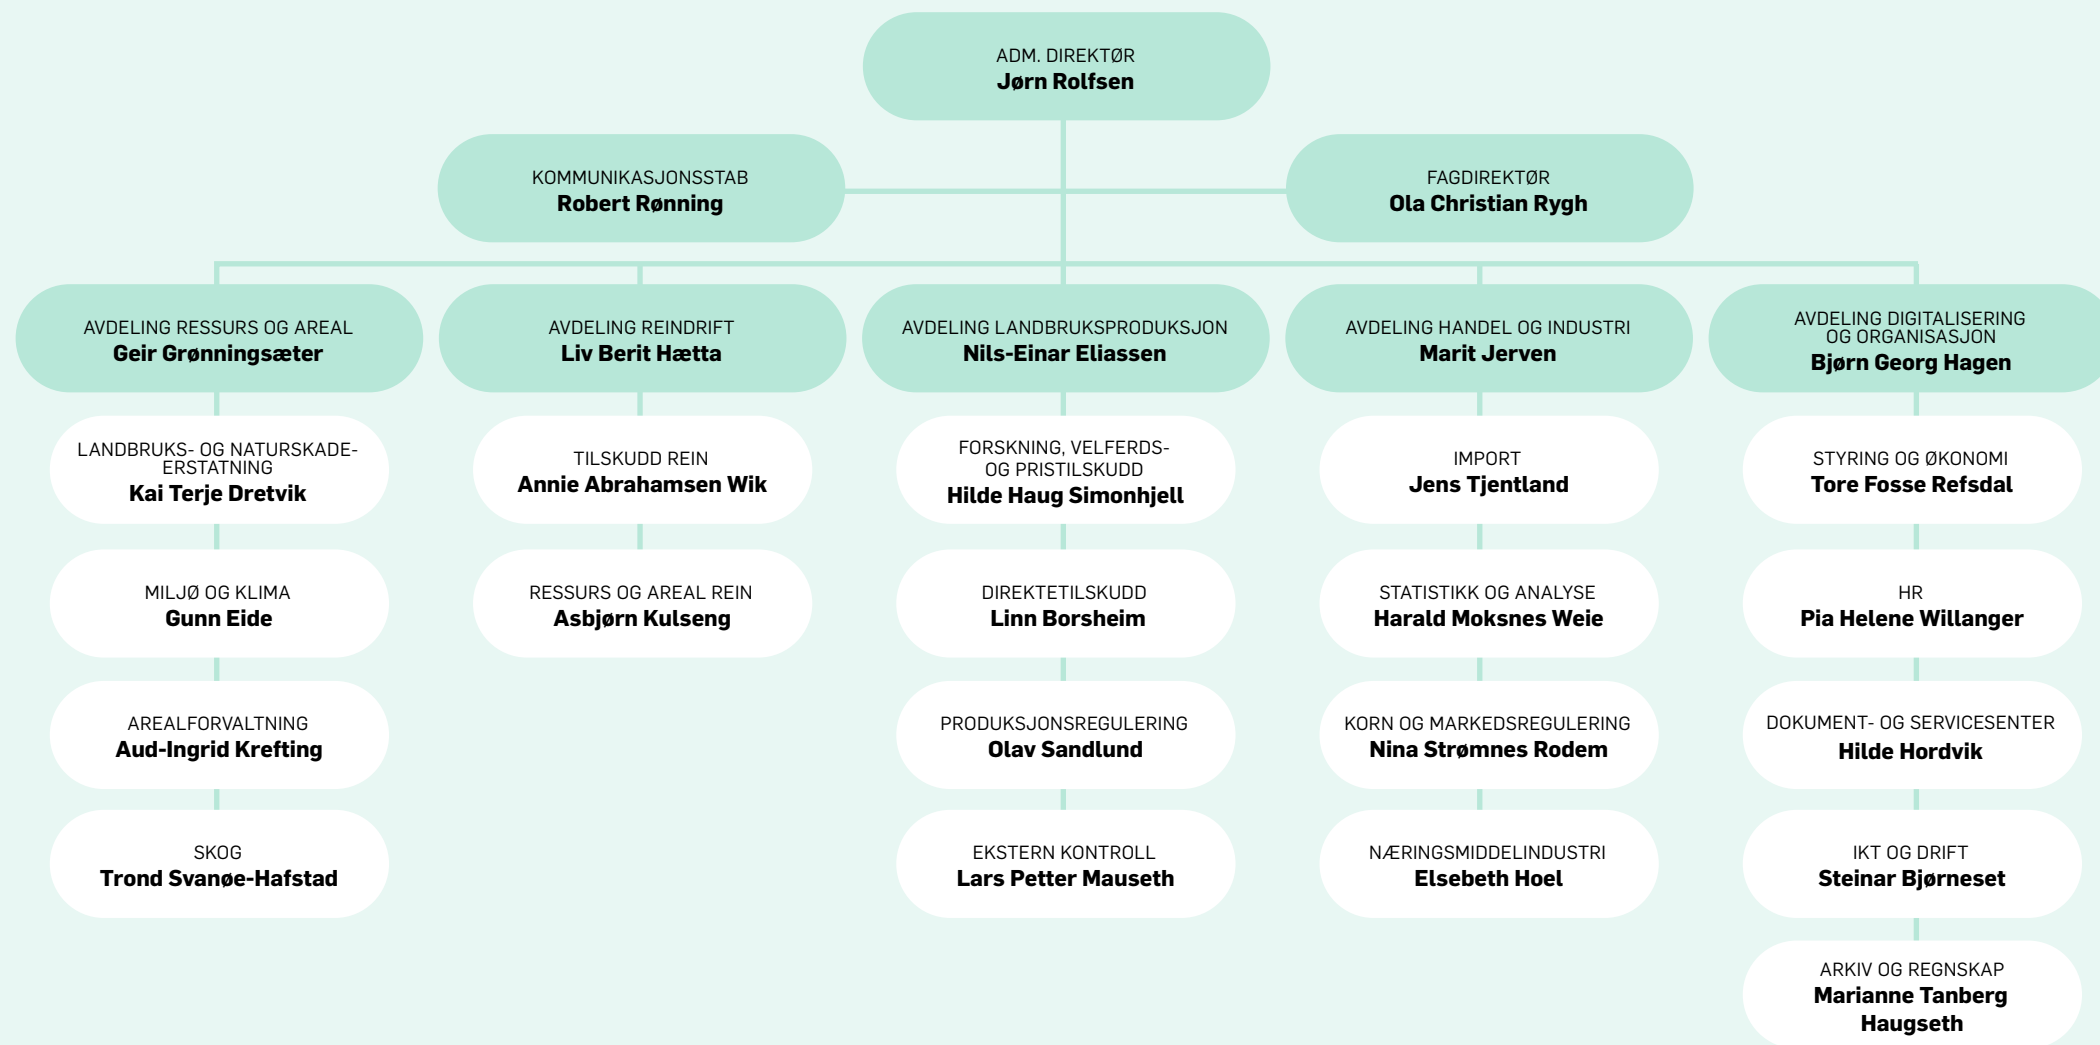 ADM. DIREKTØR
Jørn Rolfsen
KOMMUNIKASJONSSTAB
Robert Rønning
FAGDIREKTØR
Ola Christian Rygh
AVDELING RESSURS OG AREAL
Geir Grønningsæter
AVDELING REINDRIFT
Liv Berit Hætta
AVDELING LANDBRUKSPRODUKSJON
Nils-Einar Eliassen
AVDELING HANDEL OG INDUSTRI
Marit Jerven
AVDELING DIGITALISERING
OG ORGANISASJON
Bjørn Georg Hagen
LANDBRUKS- OG NATURSKADE-
ERSTATNING
Kai Terje Dretvik
TILSKUDD REIN
Annie Abrahamsen Wik
FORSKNING, VELFERDS-
OG PRISTILSKUDD
Hilde Haug Simonhjell
IMPORT
Jens Tjentland
STYRING OG ØKONOMI
Tore Fosse Refsdal
MILJØ OG KLIMA
Gunn Eide
RESSURS OG AREAL REIN
Asbjørn Kulseng
DIREKTETILSKUDD
Linn Borsheim
STATISTIKK OG ANALYSE
Harald Moksnes Weie
HR
Pia Helene Willanger
AREALFORVALTNING
Aud-Ingrid Krefting
PRODUKSJONSREGULERING
Olav Sandlund
KORN OG MARKEDSREGULERING
Nina Strømnes Rodem
DOKUMENT- OG SERVICESENTER
Hilde Hordvik
SKOG
Trond Svanøe-Hafstad
EKSTERN KONTROLL
Lars Petter Mauseth
NÆRINGSMIDDELINDUSTRI
Elsebeth Hoel
IKT OG DRIFT
Steinar Bjørneset
ARKIV OG REGNSKAP
Marianne Tanberg
Haugseth